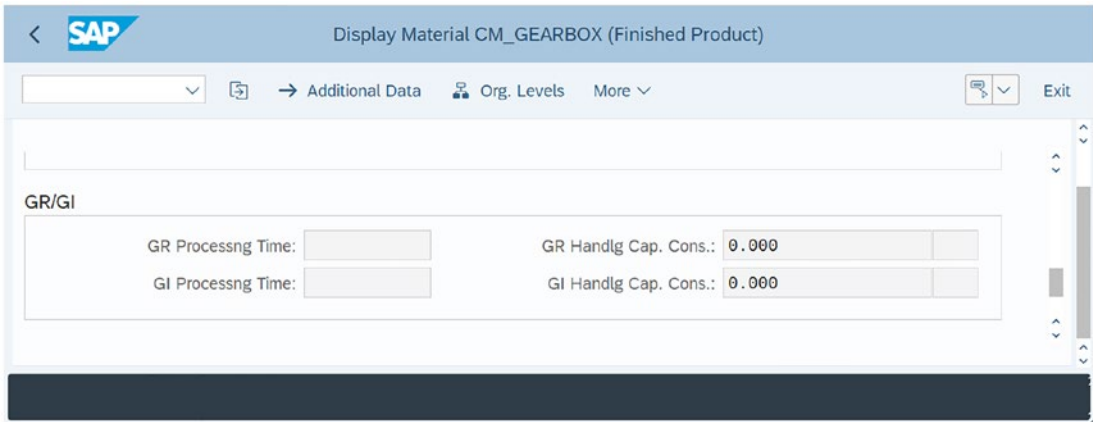 SAP Display Material CM_GEARBOX (Finished Product)
Additional Data Org. Levels More Exit
GR/GI
GR Processng Time: GR Handlg Cap. Cons.: 0.000
GI Processng Time: GI Handlg Cap. Cons.: 0.000